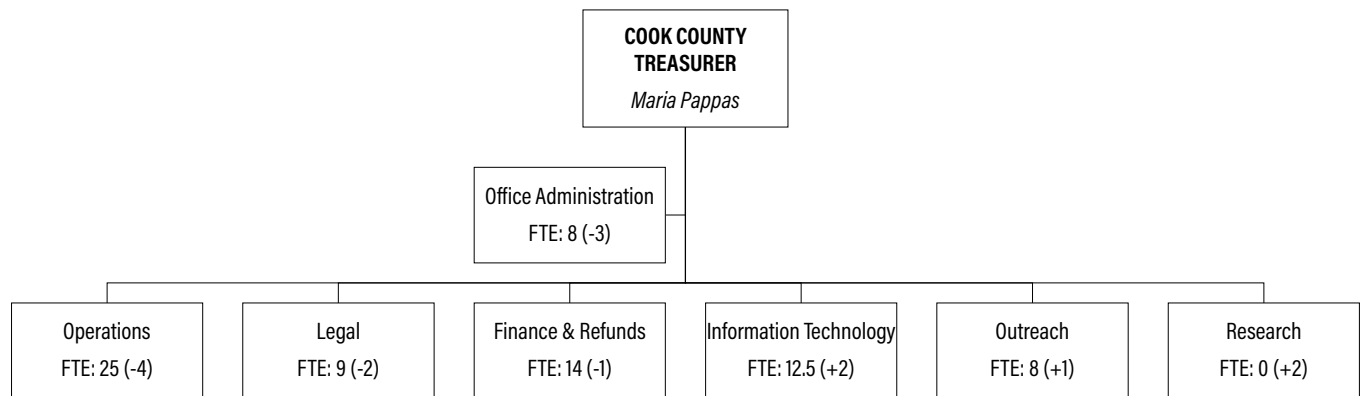 COOK COUNTY
TREASURER
Maria Pappas
Office Administration
FTE: 8 (-3)
Operations
FTE: 25 (-4)
Legal
FTE: 9 (-2)
Finance & Refunds
FTE: 14 (-1)
Information Technology
FTE: 12.5 (+2)
Outreach
FTE: 8 (+1)
Research
FTE: 0 (+2)